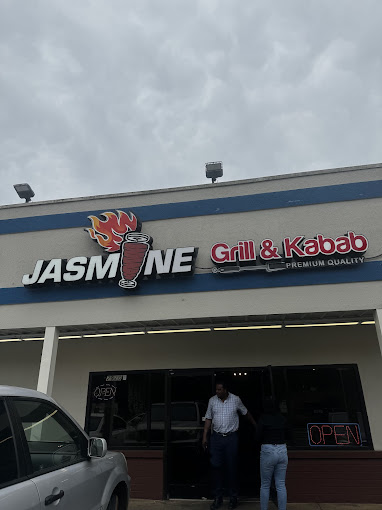 JASMINE
Grill & Kabab
PREMIUM QUALITY
OPEN
OPEN